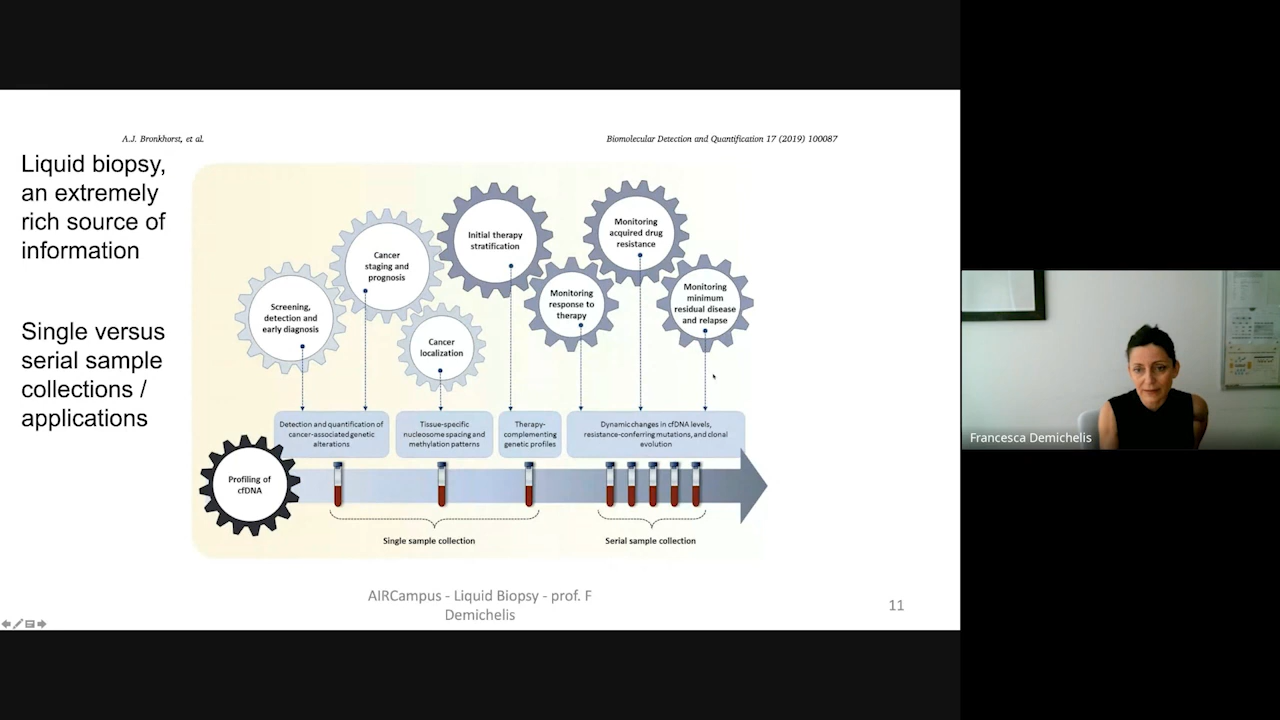 A.J. Bronkhorst, et al.
Biomolecular Detection and Quantification 17 (2019) 100087
Liquid biopsy,
an extremely
rich source of
information
Single versus
serial sample
collections /
applications
Screening,
detection and
early diagnosis
Cancer
staging and
prognosis
Cancer
localization
Initial therapy
stratification
Monitoring
response to
therapy
Monitoring
acquired drug
resistance
Monitoring
minimum
residual disease
and relapse
Detection and quantification of
cancer-associated genetic
alterations
Tissue-specific
nucleosome spacing and
methylation patterns
Therapy-
complementing
genetic profiles
Dynamic changes in cfDNA levels,
resistance-conferring mutations, and clonal
evolution
Profiling of
cfDNA
Single sample collection
Serial sample collection
AIRCampus - Liquid Biopsy - prof. F
Demichelis
11
Francesca Demichelis